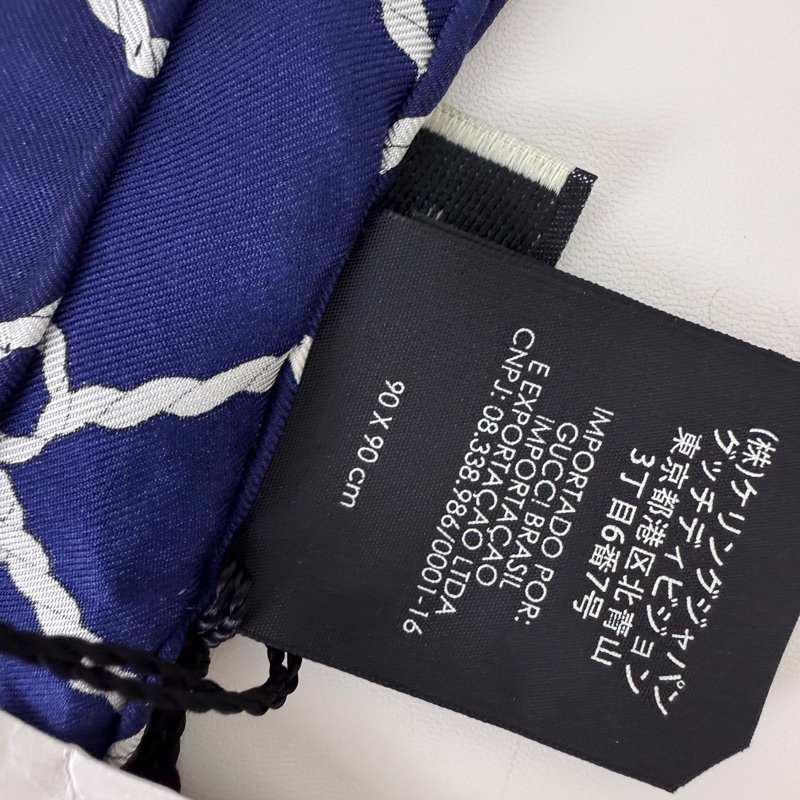 (株)ケリングジャパン
グッチディビジョン
東京都港区北青山
3丁目6番7号
IMPORTADO POR:
GUCCI BRASIL
IMPORTACAO
E EXPORTACAO LTDA
CNPJ: 08.338.986/0001-16
90 X 90 cm